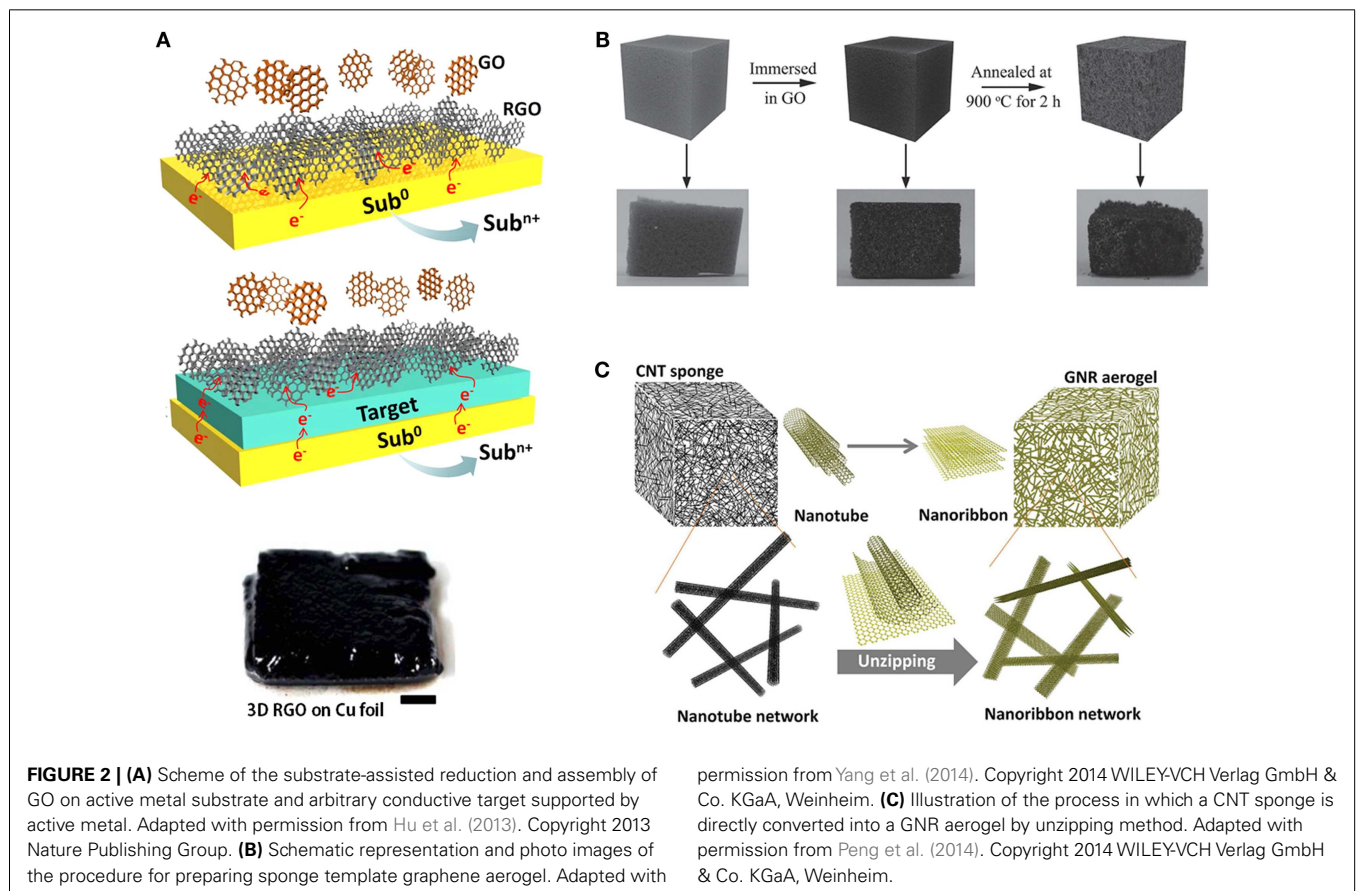 A
GO
RGO
e-
e-
e-
e-
e-
Sub0
Subn+
e-
e-
e-
e-
e-
e-
e-
e-
Target
Sub0
Subn+
3D RGO on Cu foil
B
Immersed
in GO
Annealed at
900 °C for 2 h
C
CNT sponge
GNR aerogel
Nanotube
Nanoribbon
Unzipping
Nanotube network
Nanoribbon network
FIGURE 2 | (A) Scheme of the substrate-assisted reduction and assembly of
GO on active metal substrate and arbitrary conductive target supported by
active metal. Adapted with permission from Hu et al. (2013). Copyright 2013
Nature Publishing Group. (B) Schematic representation and photo images of
the procedure for preparing sponge template graphene aerogel. Adapted with
permission from Yang et al. (2014). Copyright 2014 WILEY-VCH Verlag GmbH &
Co. KGaA, Weinheim. (C) Illustration of the process in which a CNT sponge is
directly converted into a GNR aerogel by unzipping method. Adapted with
permission from Peng et al. (2014). Copyright 2014 WILEY-VCH Verlag GmbH
& Co. KGaA, Weinheim.